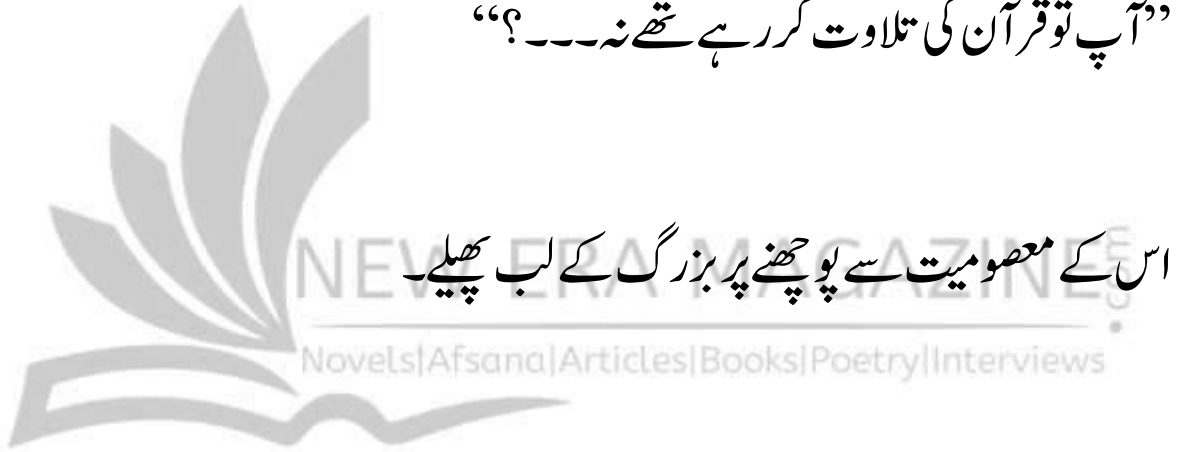 ”آپ تو قرآن کی تلاوت کر رہے تھے نہ۔۔۔؟“
اس کے معصومیت سے پوچھنے پر بزرگ کے لب پھیلے۔
NEW ERA MAGAZINE.com
Novels|Afsana|Articles|Books|Poetry|Interviews